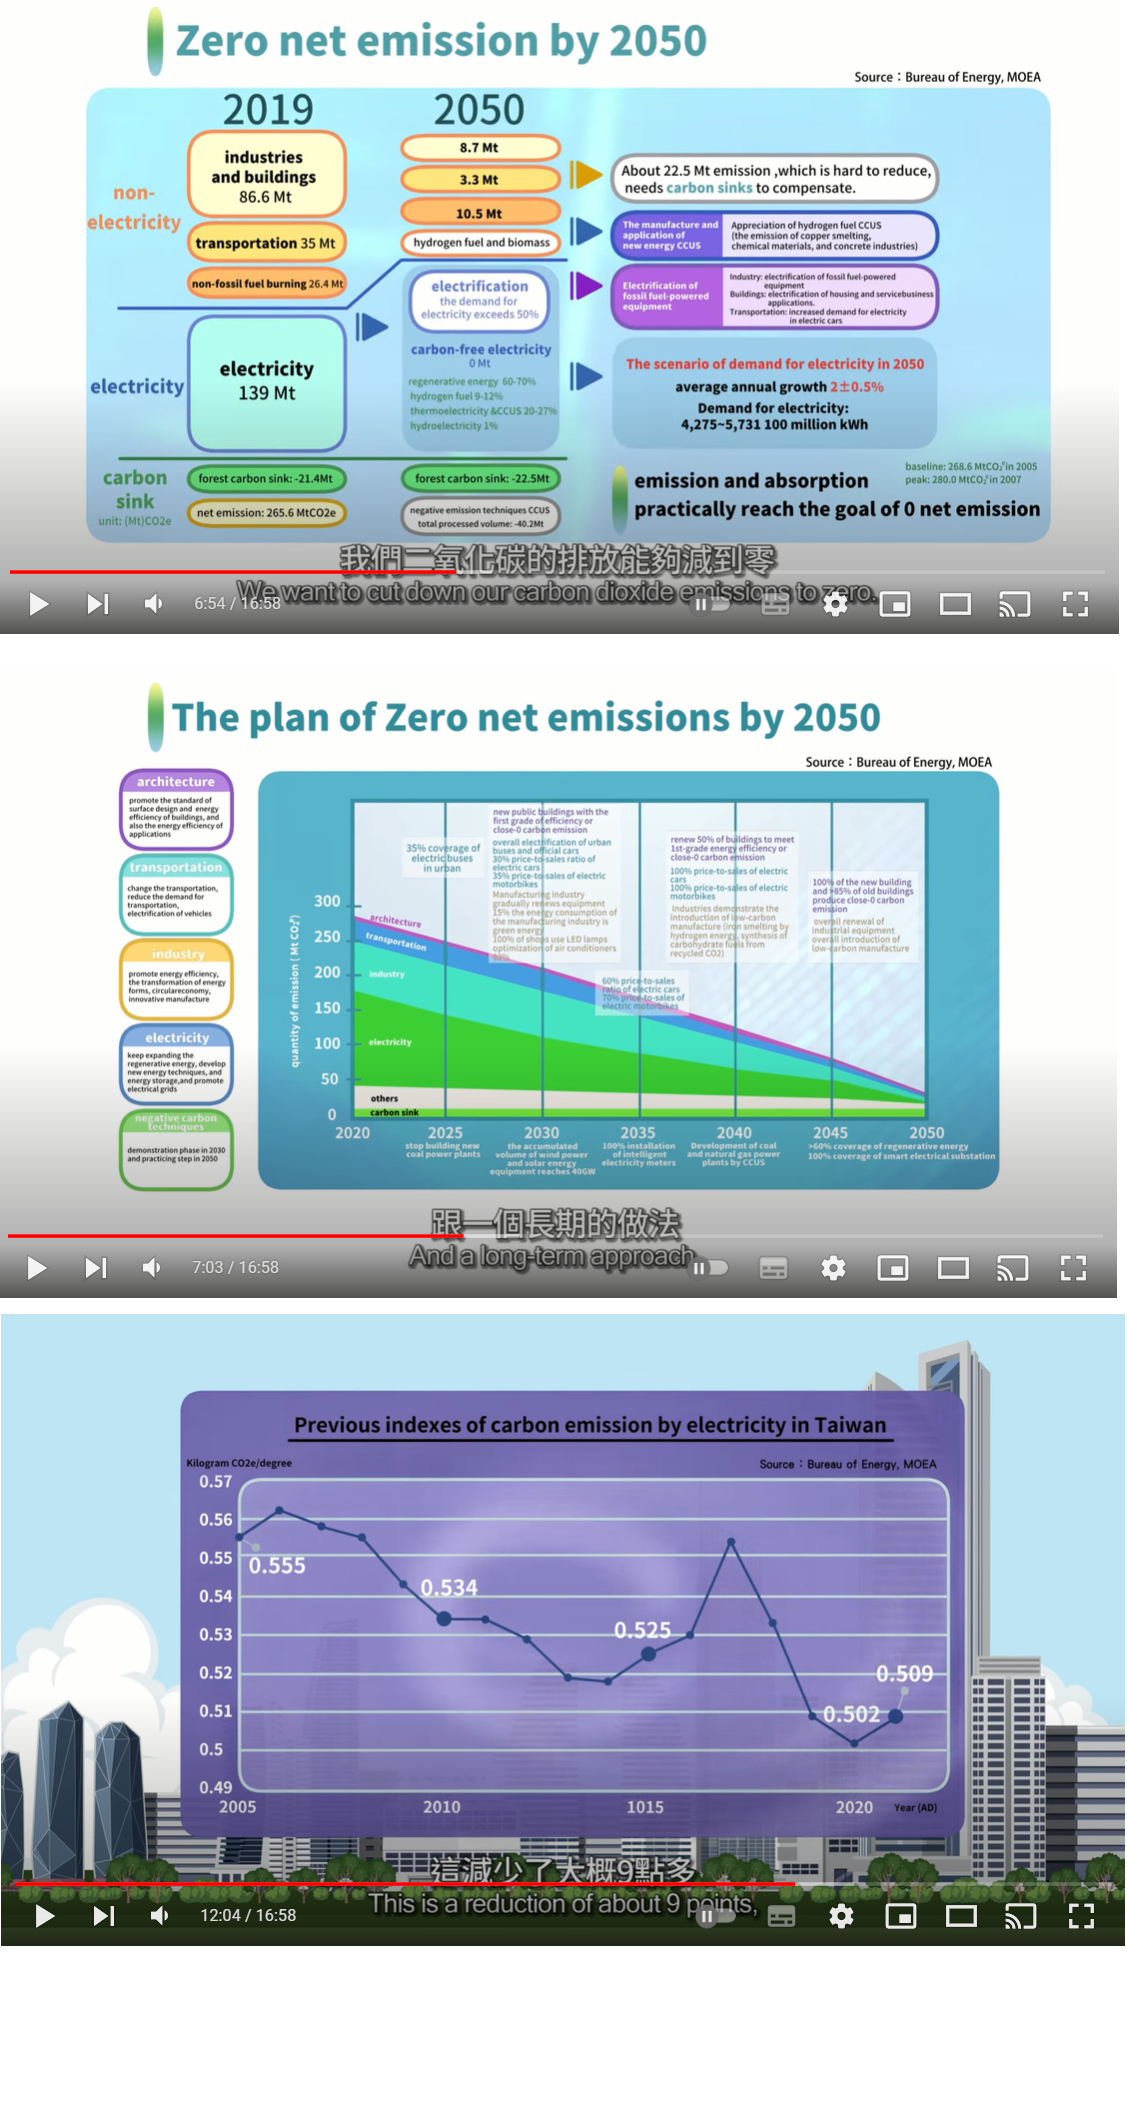 Zero net emission by 2050
Source：Bureau of Energy, MOEA
2019
2050
non-
electricity
industries
and buildings
86.6 Mt
transportation 35 Mt
non-fossil fuel burning 26.4 Mt
8.7 Mt
3.3 Mt
10.5 Mt
hydrogen fuel and biomass
About 22.5 Mt emission ,which is hard to reduce,
needs carbon sinks to compensate.
The manufacture and
application of
new energy CCUS
Appreciation of hydrogen fuel CCUS
(the emission of copper smelting,
chemical materials, and concrete industries)
Electrification of
fossil fuel-powered
equipment
Industry: electrification of fossil fuel-powered
equipment
Buildings: electrification of housing and servicebusiness
applications.
Transportation: increased demand for electricity
in electric cars
electricity
electricity
139 Mt
electrification
the demand for
electricity exceeds 50%
carbon-free electricity
0 Mt
regenerative energy 60-70%
hydrogen fuel 9-12%
thermoelectricity &CCUS 20-27%
hydroelectricity 1%
The scenario of demand for electricity in 2050
average annual growth 2±0.5%
Demand for electricity:
4,275~5,731 100 million kWh
carbon
sink
unit: (Mt)CO2e
forest carbon sink: -21.4Mt
net emission: 265.6 MtCO2e
forest carbon sink: -22.5Mt
negative emission techniques CCUS
total processed volume: -40.2Mt
baseline: 268.6 MtCO₂e in 2005
peak: 280.0 MtCO₂e in 2007
emission and absorption
practically reach the goal of 0 net emission
我們二氧化碳的排放能夠減到零
We want to cut down our carbon dioxide emissions to zero.
6:54 / 16:58
The plan of Zero net emissions by 2050
Source：Bureau of Energy, MOEA
architecture
promote the standard of
surface design and energy
efficiency of buildings, and
also the energy efficiency of
applications
transportation
change the transportation,
reduce the demand for
transportation,
electrification of vehicles
industry
promote energy efficiency,
the transformation of energy
forms, circulareconomy,
innovative manufacture
electricity
keep expanding the
regenerative energy, develop
new energy techniques, and
energy storage,and promote
electrical grids
negative carbon
techniques
demonstration phase in 2030
and practicing step in 2050
quantity of emission ( Mt CO₂e)
300
250
200
150
100
50
0
architecture
transportation
industry
electricity
others
carbon sink
35% coverage of
electric buses
in urban
new public buildings with the
first grade of efficiency or
close-0 carbon emission
overall electrification of urban
buses and official cars
30% price-to-sales ratio of
electric cars
35% price-to-sales of electric
motorbikes
Manufacturing industry
gradually renews equipment
15% the energy consumption of
the manufacturing industry is
green energy
100% of shops use LED lamps
optimization of air conditioners
60% price-to-sales
ratio of electric cars
70% price-to-sales of
electric motorbikes
renew 50% of buildings to meet
1st-grade energy efficiency or
close-0 carbon emission
100% price-to-sales of electric
cars
100% price-to-sales of electric
motorbikes
Industries demonstrate the
introduction of low-carbon
manufacture (iron smelting by
hydrogen energy, synthesis of
carbohydrate fuels from
recycled CO2)
100% of the new building
and >85% of old buildings
produce close-0 carbon
emission
overall renewal of
industrial equipment
overall introduction of
low-carbon manufacture
2020
2025
2030
2035
2040
2045
2050
stop building new
coal power plants
the accumulated
volume of wind power
and solar energy
equipment reaches 40GW
100% installation
of intelligent
electricity meters
Development of coal
and natural gas power
plants by CCUS
>60% coverage of regenerative energy
100% coverage of smart electrical substation
跟一個長期的做法
And a long-term approach
7:03 / 16:58
Previous indexes of carbon emission by electricity in Taiwan
Kilogram CO2e/degree
Source：Bureau of Energy, MOEA
0.57
0.56
0.55
0.54
0.53
0.52
0.51
0.5
0.49
0.555
0.534
0.525
0.502
0.509
2005
2010
1015
2020
Year (AD)
這減少了大概9點多
This is a reduction of about 9 points,
12:04 / 16:58